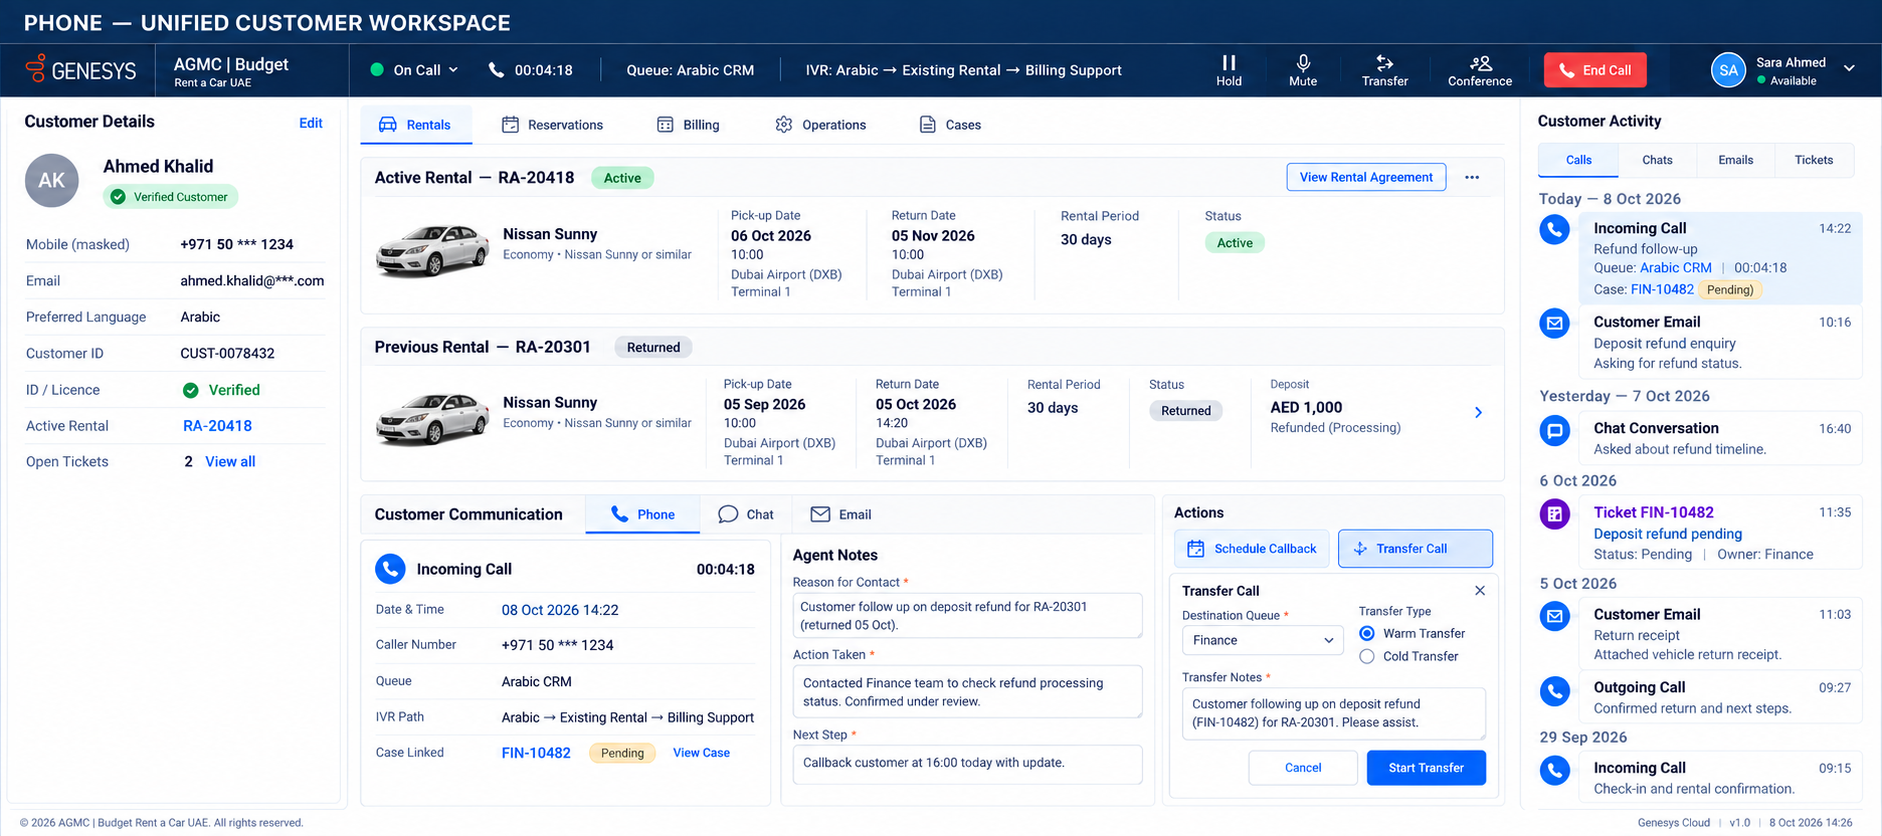 PHONE — UNIFIED CUSTOMER WORKSPACE
GENESYS
AGMC | Budget
Rent a Car UAE
On Call
00:04:18
Queue: Arabic CRM
IVR: Arabic → Existing Rental → Billing Support
Hold
Mute
Transfer
Conference
End Call
SA
Sara Ahmed
Available
Customer Details
Edit
AK
Ahmed Khalid
Verified Customer
Mobile (masked) +971 50 *** 1234
Email ahmed.khalid@***.com
Preferred Language Arabic
Customer ID CUST-0078432
ID / Licence Verified
Active Rental RA-20418
Open Tickets 2 View all
Rentals
Reservations
Billing
Operations
Cases
Active Rental — RA-20418 Active
View Rental Agreement
Nissan Sunny
Economy • Nissan Sunny or similar
Pick-up Date
06 Oct 2026
10:00
Dubai Airport (DXB)
Terminal 1
Return Date
05 Nov 2026
10:00
Dubai Airport (DXB)
Terminal 1
Rental Period
30 days
Status
Active
Previous Rental — RA-20301 Returned
Nissan Sunny
Economy • Nissan Sunny or similar
Pick-up Date
05 Sep 2026
10:00
Dubai Airport (DXB)
Terminal 1
Return Date
05 Oct 2026
14:20
Dubai Airport (DXB)
Terminal 1
Rental Period
30 days
Status
Returned
Deposit
AED 1,000
Refunded (Processing)
Customer Communication
Phone
Chat
Email
Incoming Call 00:04:18
Date & Time 08 Oct 2026 14:22
Caller Number +971 50 *** 1234
Queue Arabic CRM
IVR Path Arabic → Existing Rental → Billing Support
Case Linked FIN-10482 Pending View Case
Agent Notes
Reason for Contact *
Customer follow up on deposit refund for RA-20301
(returned 05 Oct).
Action Taken *
Contacted Finance team to check refund processing
status. Confirmed under review.
Next Step *
Callback customer at 16:00 today with update.
Actions
Schedule Callback
Transfer Call
Transfer Call
Destination Queue *
Finance
Transfer Type
Warm Transfer
Cold Transfer
Transfer Notes *
Customer following up on deposit refund
(FIN-10482) for RA-20301. Please assist.
Cancel
Start Transfer
Customer Activity
Calls
Chats
Emails
Tickets
Today — 8 Oct 2026
Incoming Call 14:22
Refund follow-up
Queue: Arabic CRM | 00:04:18
Case: FIN-10482 Pending)
Customer Email 10:16
Deposit refund enquiry
Asking for refund status.
Yesterday — 7 Oct 2026
Chat Conversation 16:40
Asked about refund timeline.
6 Oct 2026
Ticket FIN-10482 11:35
Deposit refund pending
Status: Pending | Owner: Finance
5 Oct 2026
Customer Email 11:03
Return receipt
Attached vehicle return receipt.
Outgoing Call 09:27
Confirmed return and next steps.
29 Sep 2026
Incoming Call 09:15
Check-in and rental confirmation.
© 2026 AGMC | Budget Rent a Car UAE. All rights reserved.
Genesys Cloud | v1.0 | 8 Oct 2026 14:26